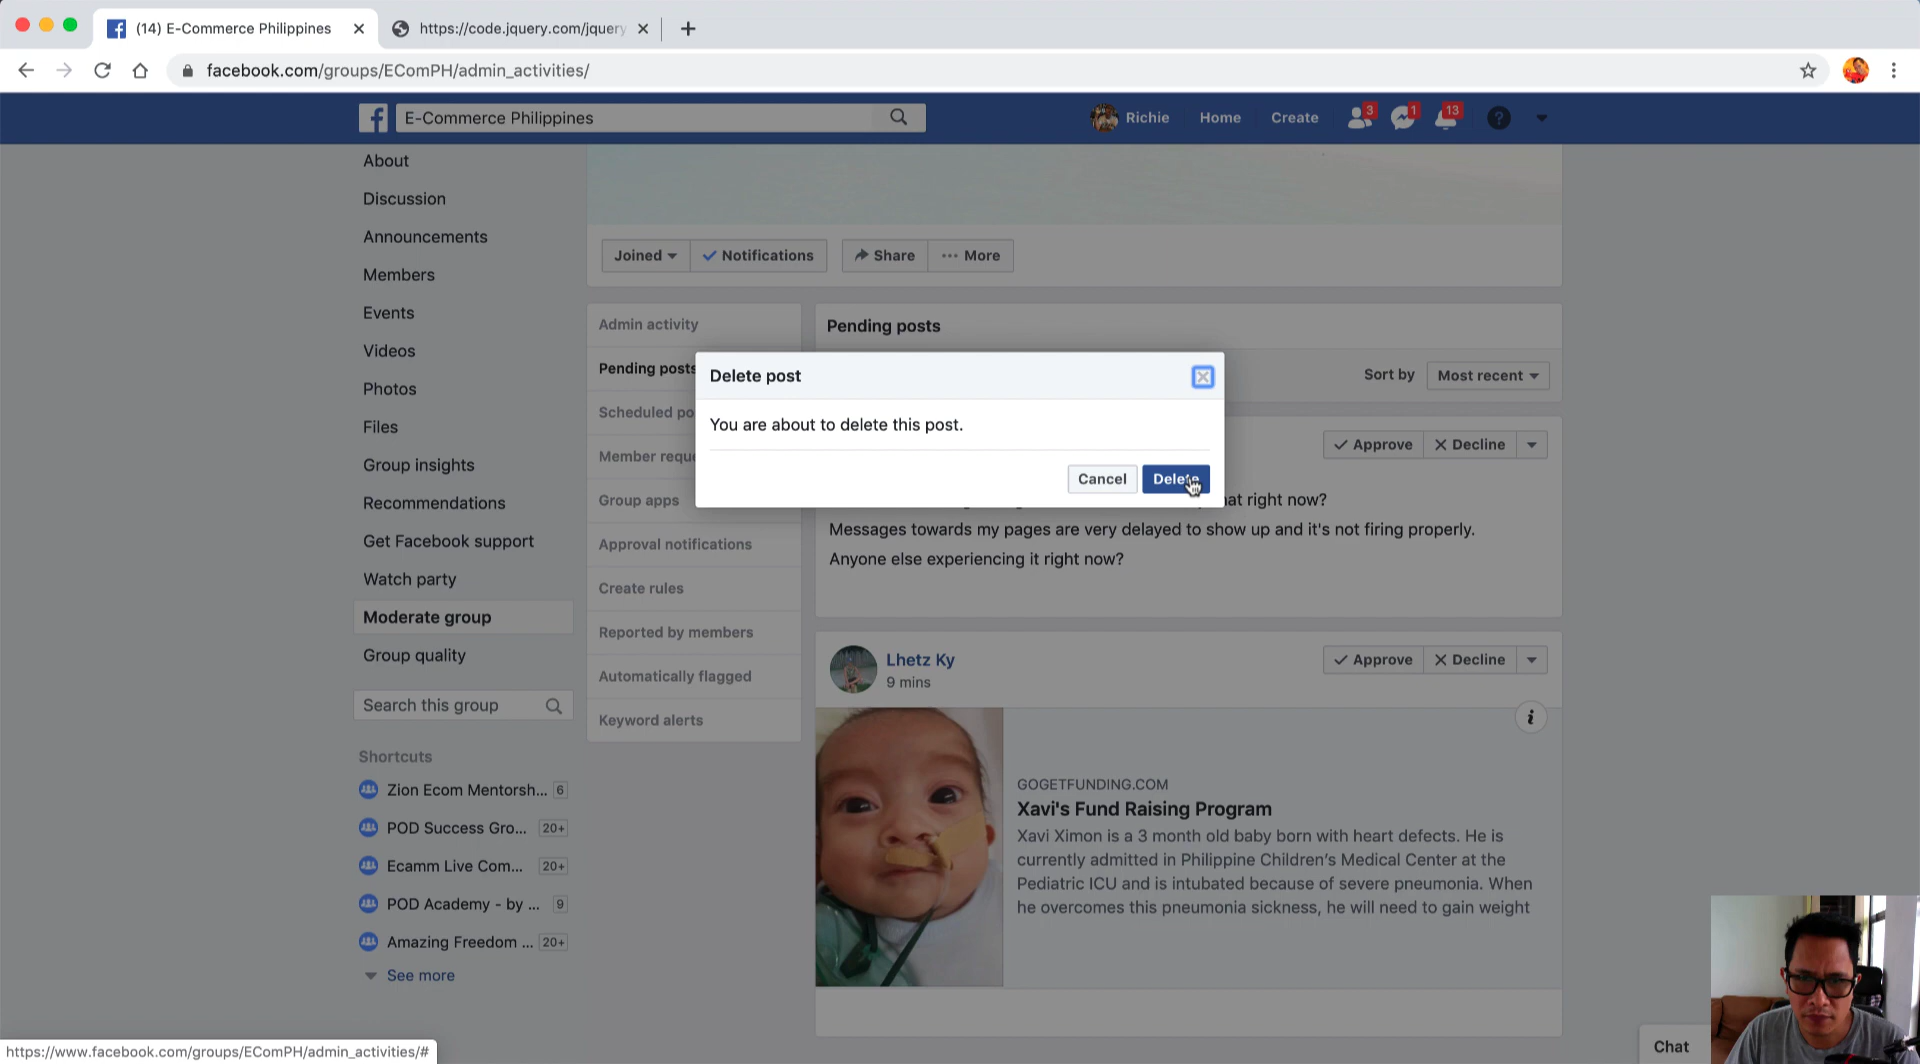 (14) E-Commerce Philippines
https://code.jquery.com/jquery
facebook.com/groups/EComPH/admin_activities/
E-Commerce Philippines
Richie
Home
Create
3
1
13
About
Discussion
Announcements
Members
Events
Videos
Photos
Files
Group insights
Recommendations
Get Facebook support
Watch party
Moderate group
Group quality
Search this group
Shortcuts
Zion Ecom Mentorsh... 6
POD Success Gro... 20+
Ecamm Live Com... 20+
POD Academy - by ... 9
Amazing Freedom ... 20+
See more
Joined
Notifications
Share
More
Admin activity
Pending posts
Scheduled po
Member reque
Group apps
Approval notifications
Create rules
Reported by members
Automatically flagged
Keyword alerts
Pending posts
Sort by
Most recent
Delete post
You are about to delete this post.
Cancel
Delete
Approve
Decline
at right now?
Messages towards my pages are very delayed to show up and it's not firing properly.
Anyone else experiencing it right now?
Lhetz Ky
9 mins
Approve
Decline
GOGETFUNDING.COM
Xavi's Fund Raising Program
Xavi Ximon is a 3 month old baby born with heart defects. He is
currently admitted in Philippine Children's Medical Center at the
Pediatric ICU and is intubated because of severe pneumonia. When
he overcomes this pneumonia sickness, he will need to gain weight
Chat
https://www.facebook.com/groups/EComPH/admin_activities/#